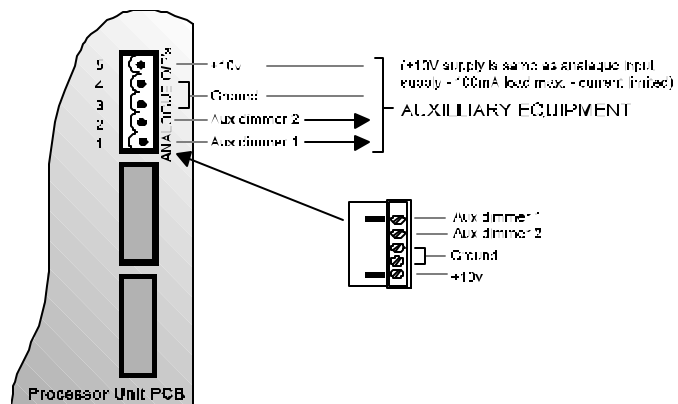 5 +10v
4
3 Ground
2 Aux dimmer 2
1 Aux dimmer 1
ANALOGUE O/P's
(+10V supply is same as analogue input
supply - 100mA load max. - current limited)
AUXILLIARY EQUIPMENT
Aux dimmer 1
Aux dimmer 2
Ground
+10v
Processor Unit PCB